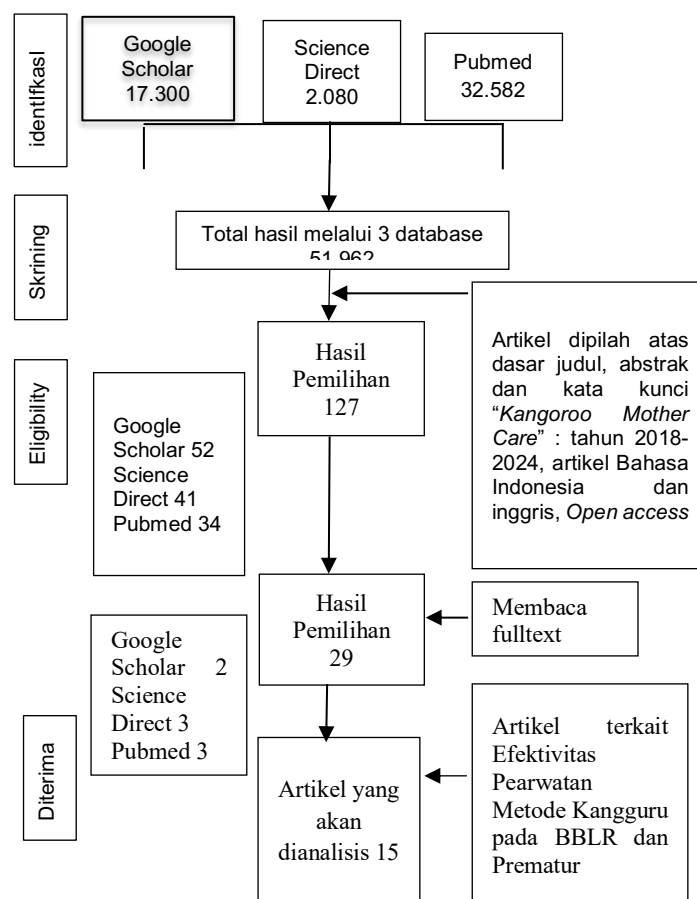 identIfkasI
Google
Scholar
17.300
Science
Direct
2.080
Pubmed
32.582
Skrining
Total hasil melalui 3 database
51.962
Eligibility
Hasil
Pemilihan
127
Artikel dipilah atas
dasar judul, abstrak
dan kata kunci
“Kangoroo Mother
Care” : tahun 2018-
2024, artikel Bahasa
Indonesia dan
inggris, Open access
Google
Scholar 52
Science
Direct 41
Pubmed 34
Hasil
Pemilihan
29
Membaca
fulltext
Google
Scholar 2
Science
Direct 3
Pubmed 3
Diterima
Artikel yang
akan
dianalisis 15
Artikel terkait
Efektivitas
Pearwatan
Metode Kangguru
pada BBLR dan
Prematur